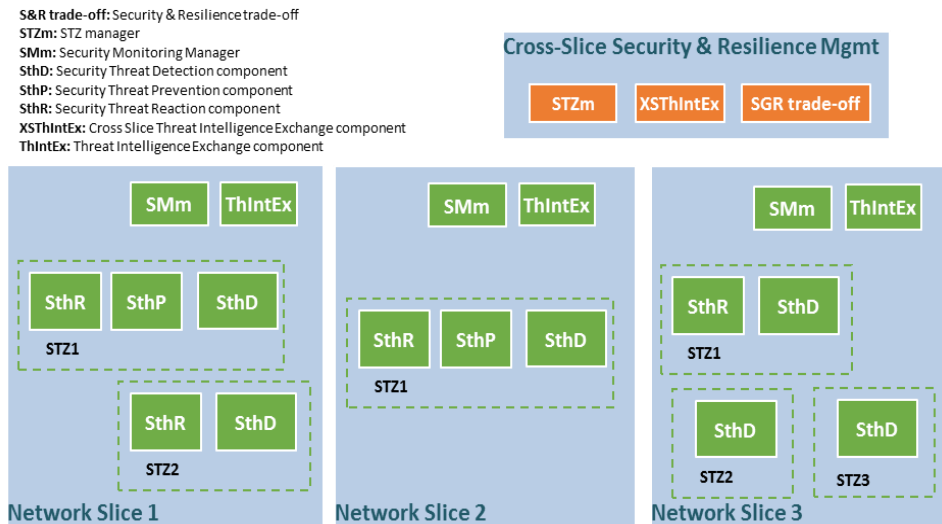 S&R trade-off: Security & Resilience trade-off
STZm: STZ manager
SMm: Security Monitoring Manager
SthD: Security Threat Detection component
SthP: Security Threat Prevention component
SthR: Security Threat Reaction component
XSThIntEx: Cross Slice Threat Intelligence Exchange component
ThIntEx: Threat Intelligence Exchange component
Cross-Slice Security & Resilience Mgmt
STZm
XSThIntEx
SGR trade-off
SMm
ThIntEx
SthR
SthP
SthD
STZ1
SthR
SthD
STZ2
Network Slice 1
SMm
ThIntEx
SthR
SthP
SthD
STZ1
Network Slice 2
SMm
ThIntEx
SthR
SthD
STZ1
SthD
STZ2
SthD
STZ3
Network Slice 3